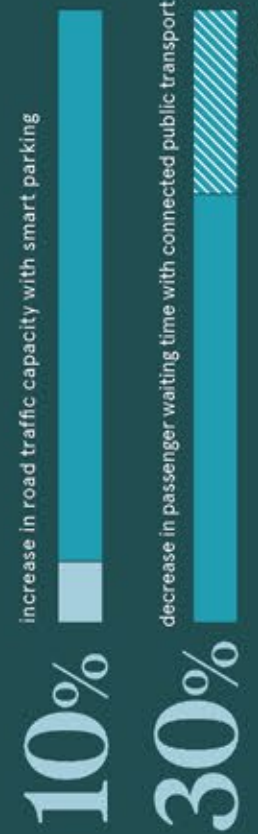 10%
increase in road traffic capacity with smart parking
30%
decrease in passenger waiting time with connected public transport